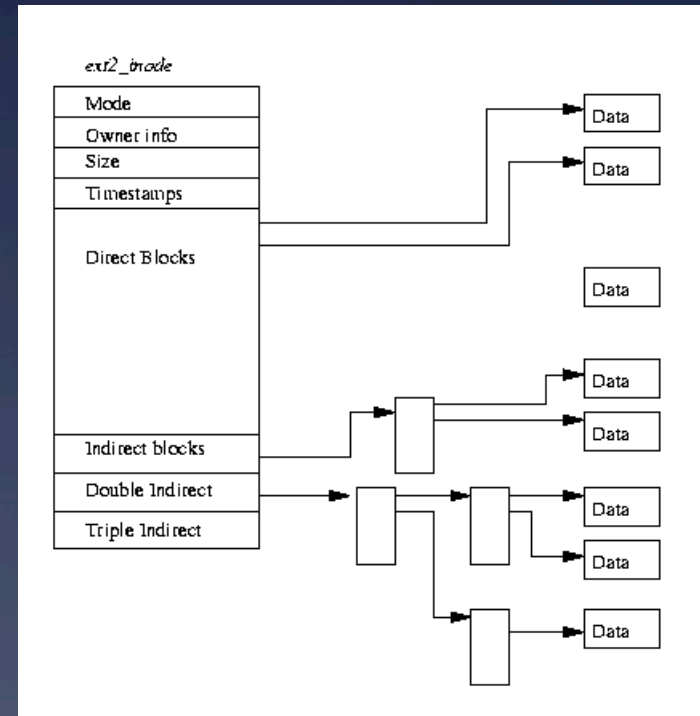 ext2_inode
Mode
Owner info
Size
Timestamps
Direct Blocks
Indirect blocks
Double Indirect
Triple Indirect
Data
Data
Data
Data
Data
Data
Data
Data